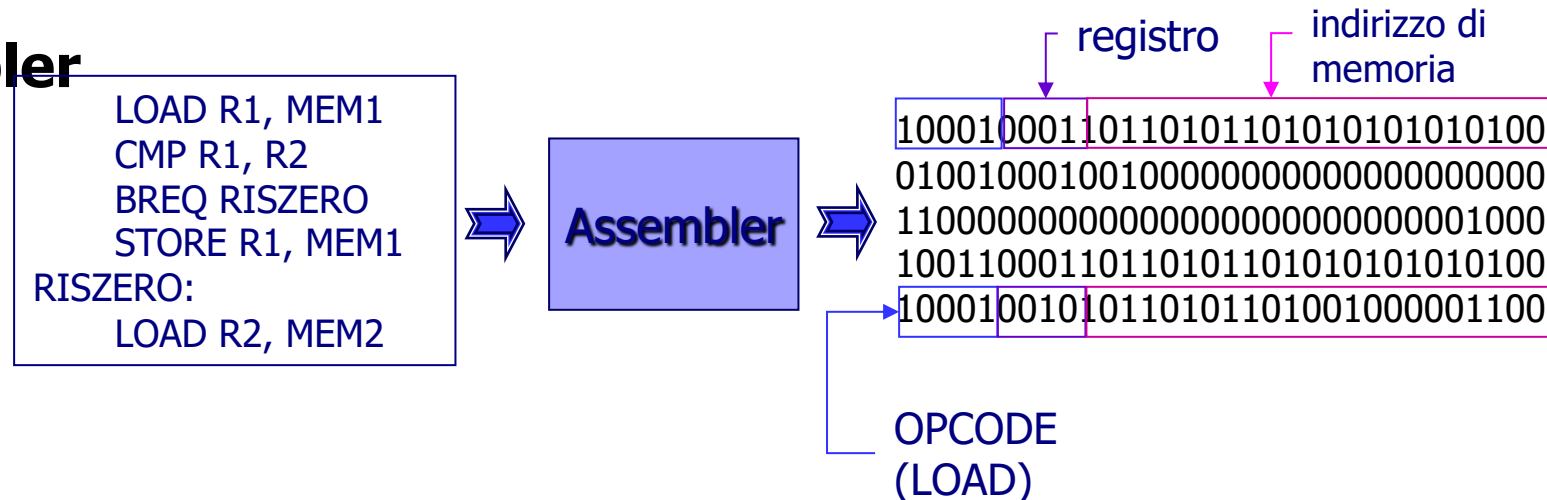 ler
LOAD R1, MEM1
CMP R1, R2
BREQ RISZERO
STORE R1, MEM1
RISZERO:
LOAD R2, MEM2
Assembler
registro
indirizzo di
memoria
10001000110110101101010101010100
01001000100100000000000000000000
11000000000000000000000000001000
10011000110110101101010101010100
10001001010110101101001000001100
OPCODE
(LOAD)